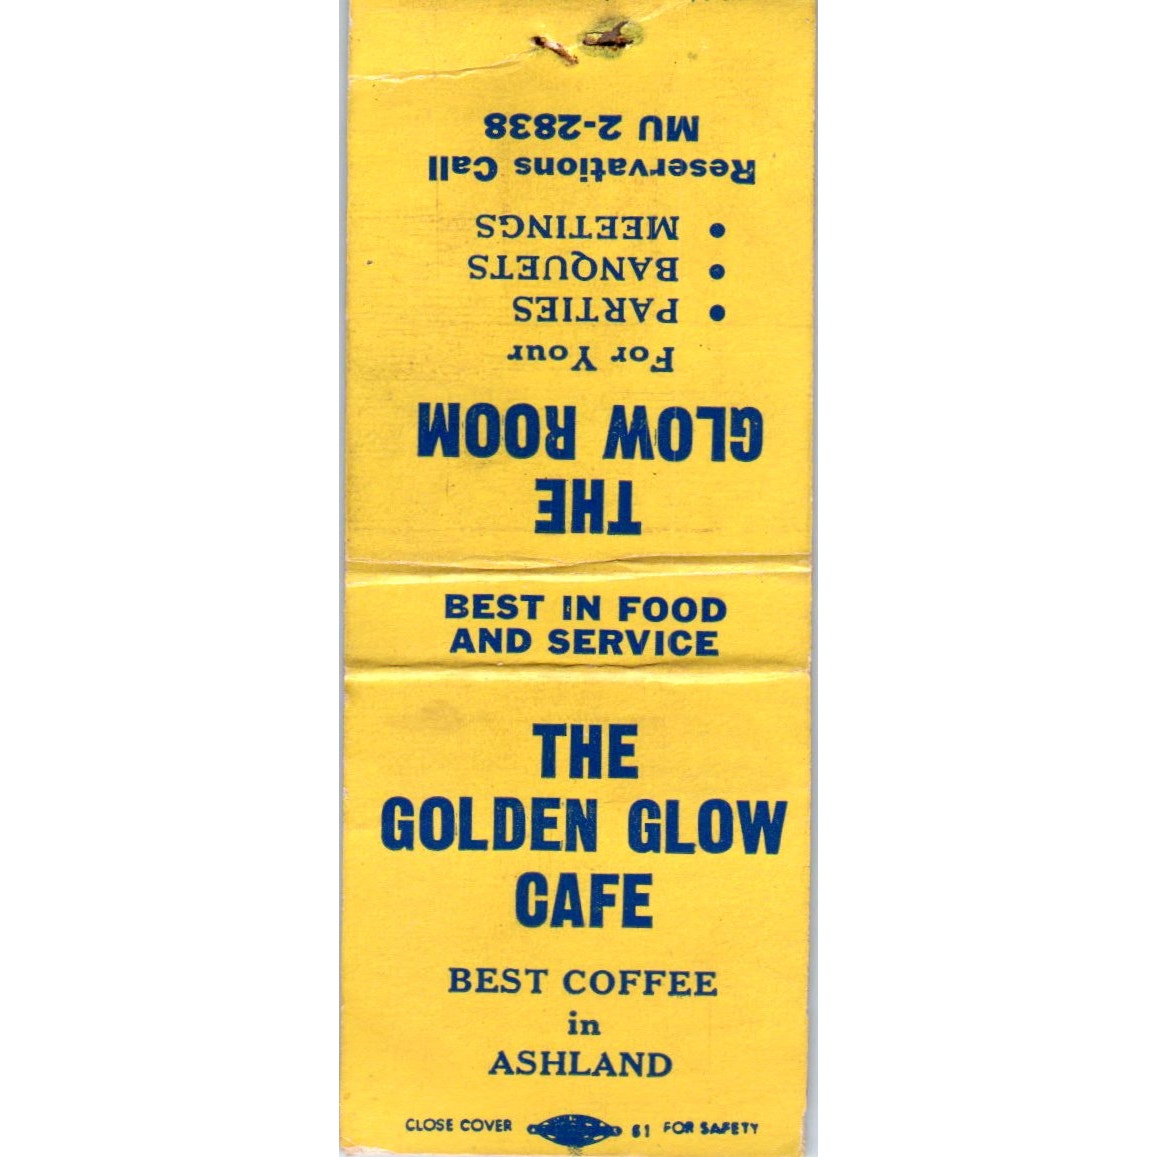 THE
GLOW ROOM
For Your
• PARTIES
• BANQUETS
• MEETINGS
Reservations Call
MU 2-2838
BEST IN FOOD
AND SERVICE
THE
GOLDEN GLOW
CAFE
BEST COFFEE
in
ASHLAND
CLOSE COVER 61 FOR SAFETY